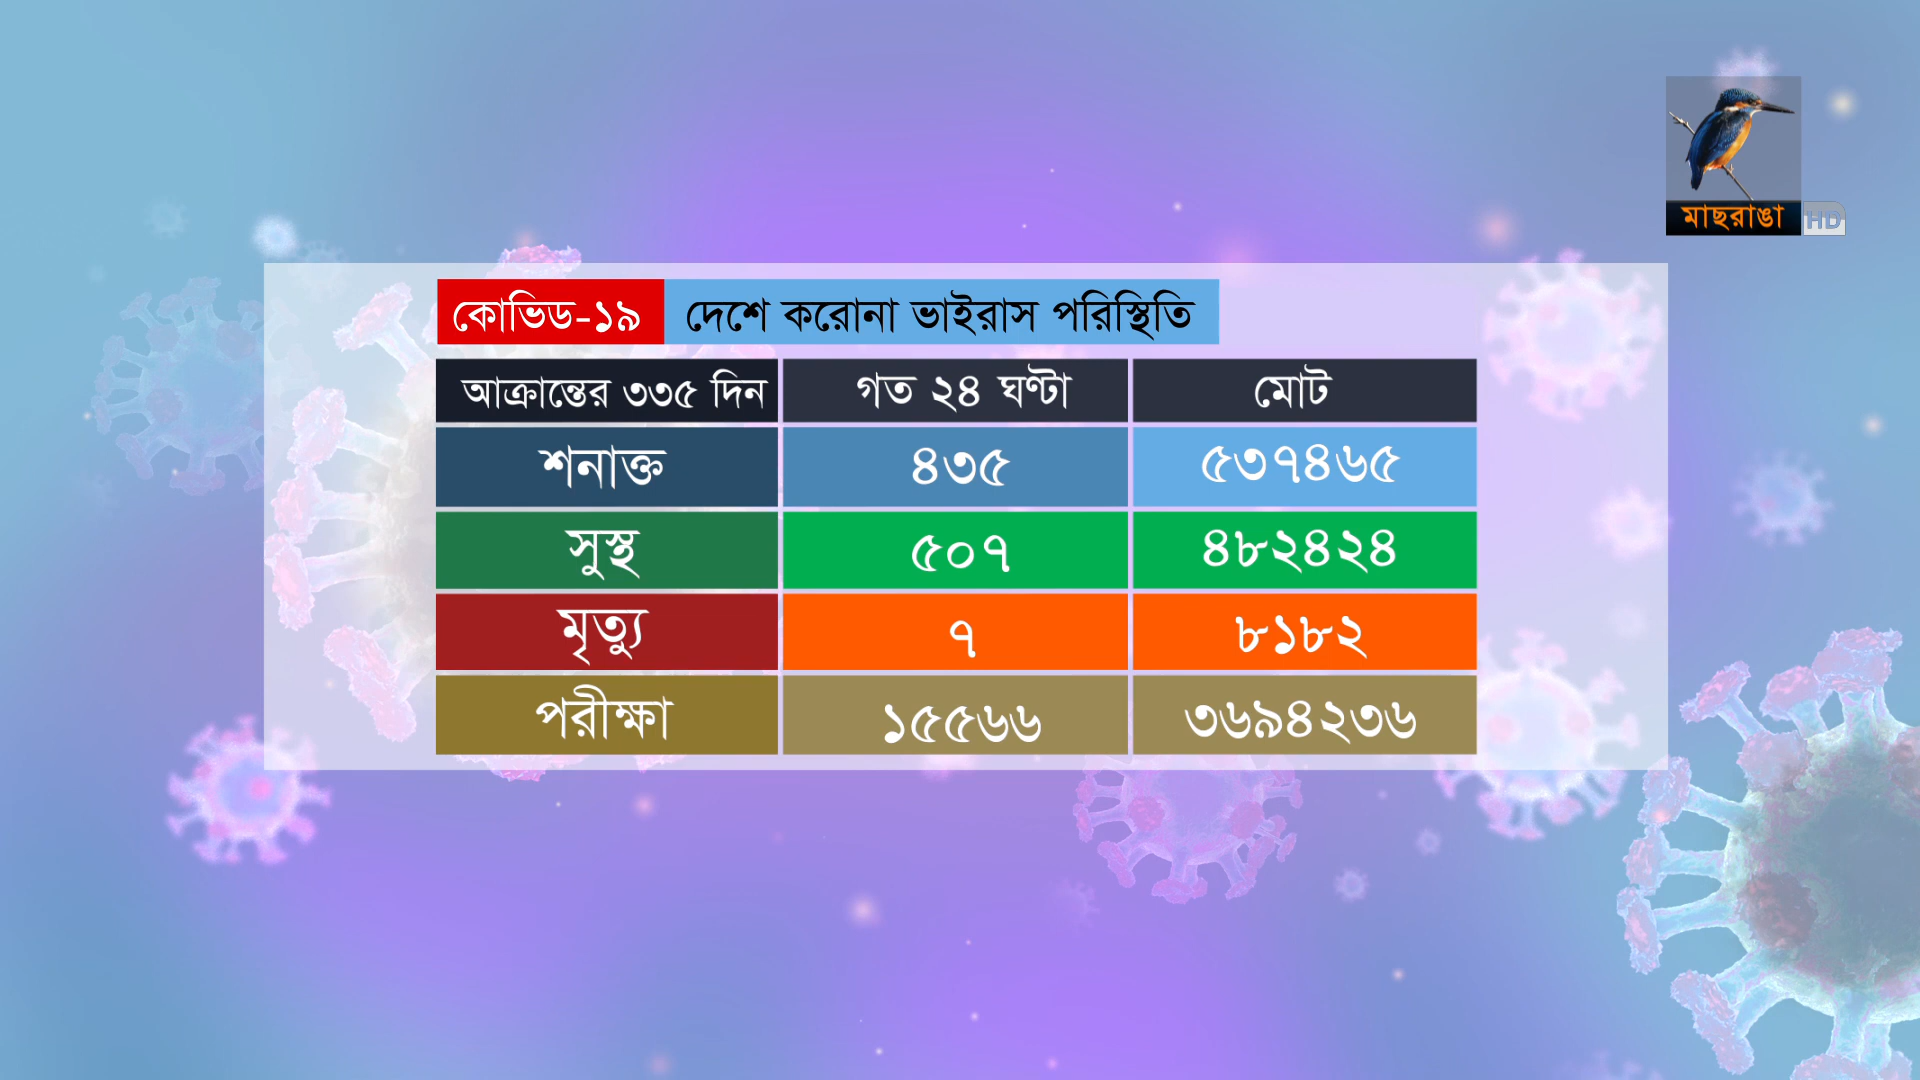 মাছরাঙা HD
কোভিড-১৯ দেশে করোনা ভাইরাস পরিস্থিতি
আক্রান্তের ৩৩৫ দিন গত ২৪ ঘণ্টা মোট
শনাক্ত ৪৩৫ ৫৩৭৪৬৫
সুস্থ ৫০৭ ৪৮২৪২৪
মৃত্যু ৭ ৮১৮২
পরীক্ষা ১৫৫৬৬ ৩৬৯৪২৩৬